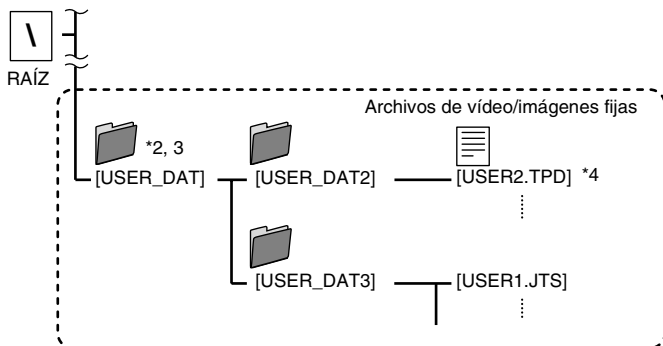 \
RAÍZ
Archivos de vídeo/imágenes fijas
*2, 3
[USER_DAT]
[USER_DAT2]
[USER2.TPD] *4
[USER_DAT3]
[USER1.JTS]